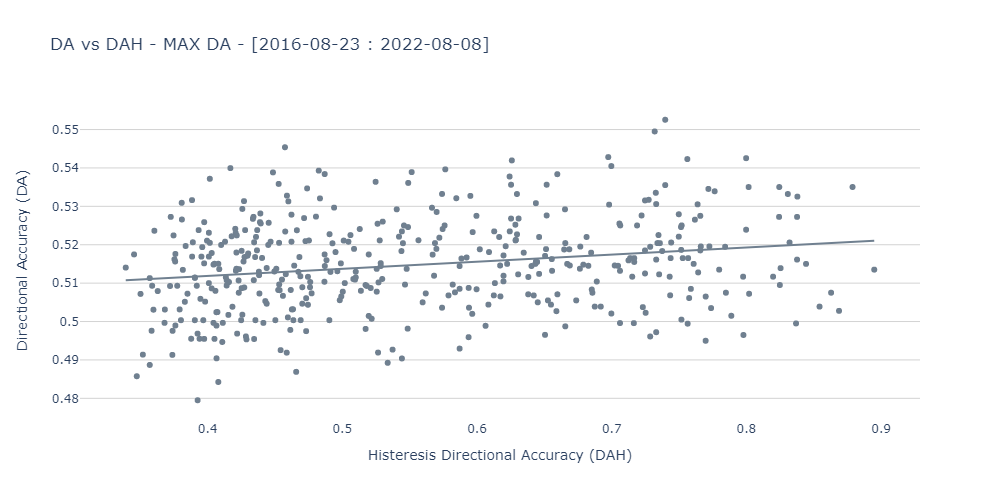 DA vs DAH - MAX DA - [2016-08-23 : 2022-08-08]
Directional Accuracy (DA)
0.55
0.54
0.53
0.52
0.51
0.5
0.49
0.48
0.4 0.5 0.6 0.7 0.8 0.9
Histeresis Directional Accuracy (DAH)